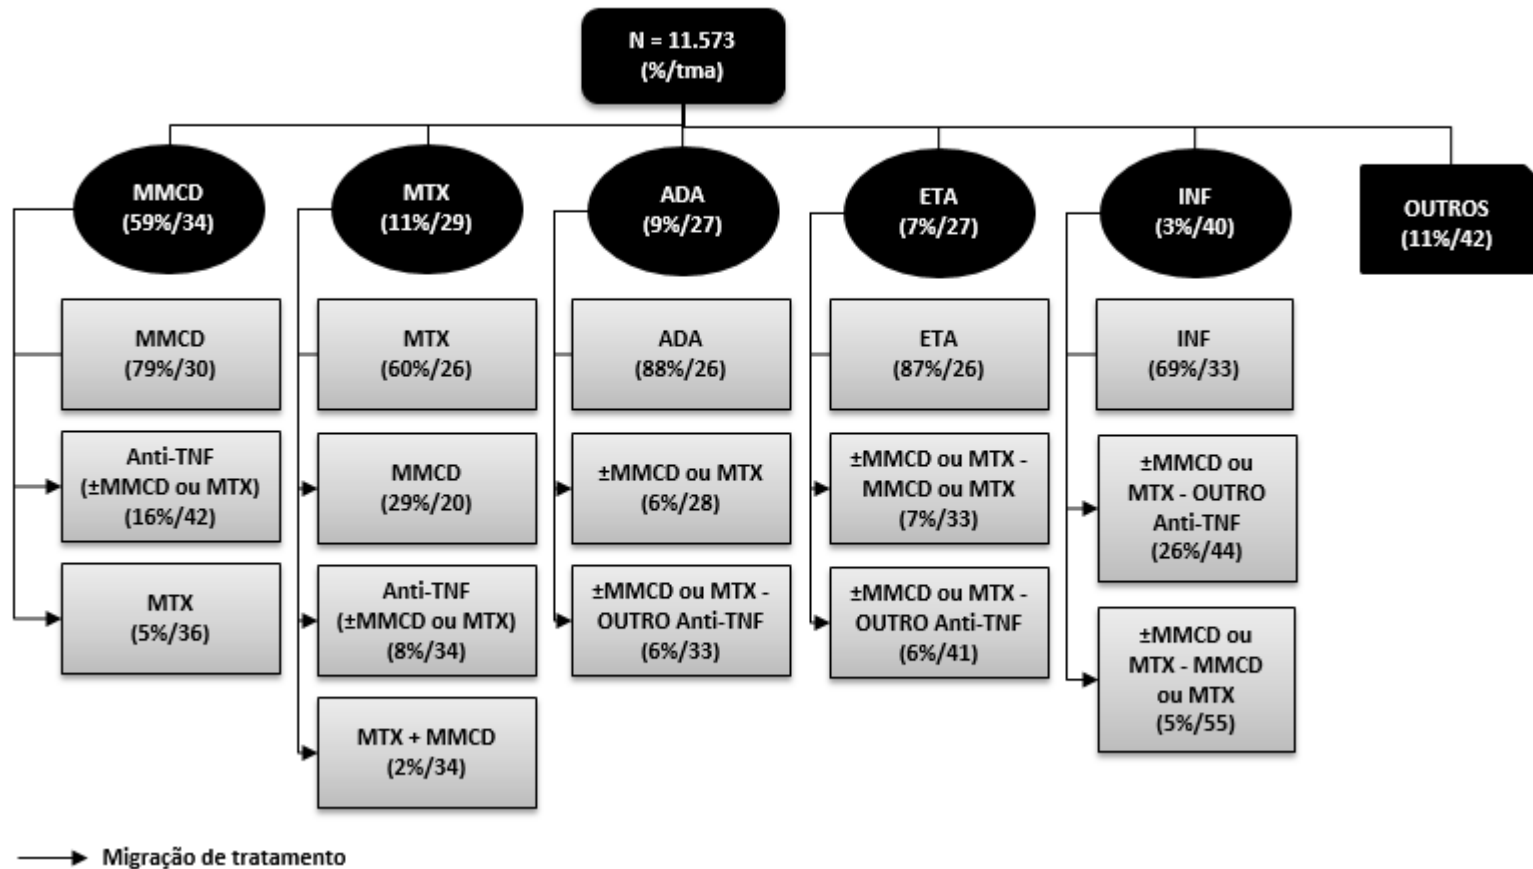 N = 11.573
(%/tma)
MMCD
(59%/34)
MTX
(11%/29)
ADA
(9%/27)
ETA
(7%/27)
INF
(3%/40)
OUTROS
(11%/42)
MMCD
(79%/30)
Anti-TNF
(±MMCD ou MTX)
(16%/42)
MTX
(5%/36)
MTX
(60%/26)
MMCD
(29%/20)
Anti-TNF
(±MMCD ou MTX)
(8%/34)
MTX + MMCD
(2%/34)
ADA
(88%/26)
±MMCD ou MTX
(6%/28)
±MMCD ou MTX -
OUTRO Anti-TNF
(6%/33)
ETA
(87%/26)
±MMCD ou MTX -
MMCD ou MTX
(7%/33)
±MMCD ou MTX -
OUTRO Anti-TNF
(6%/41)
INF
(69%/33)
±MMCD ou
MTX - OUTRO
Anti-TNF
(26%/44)
±MMCD ou
MTX - MMCD
ou MTX
(5%/55)
Migração de tratamento